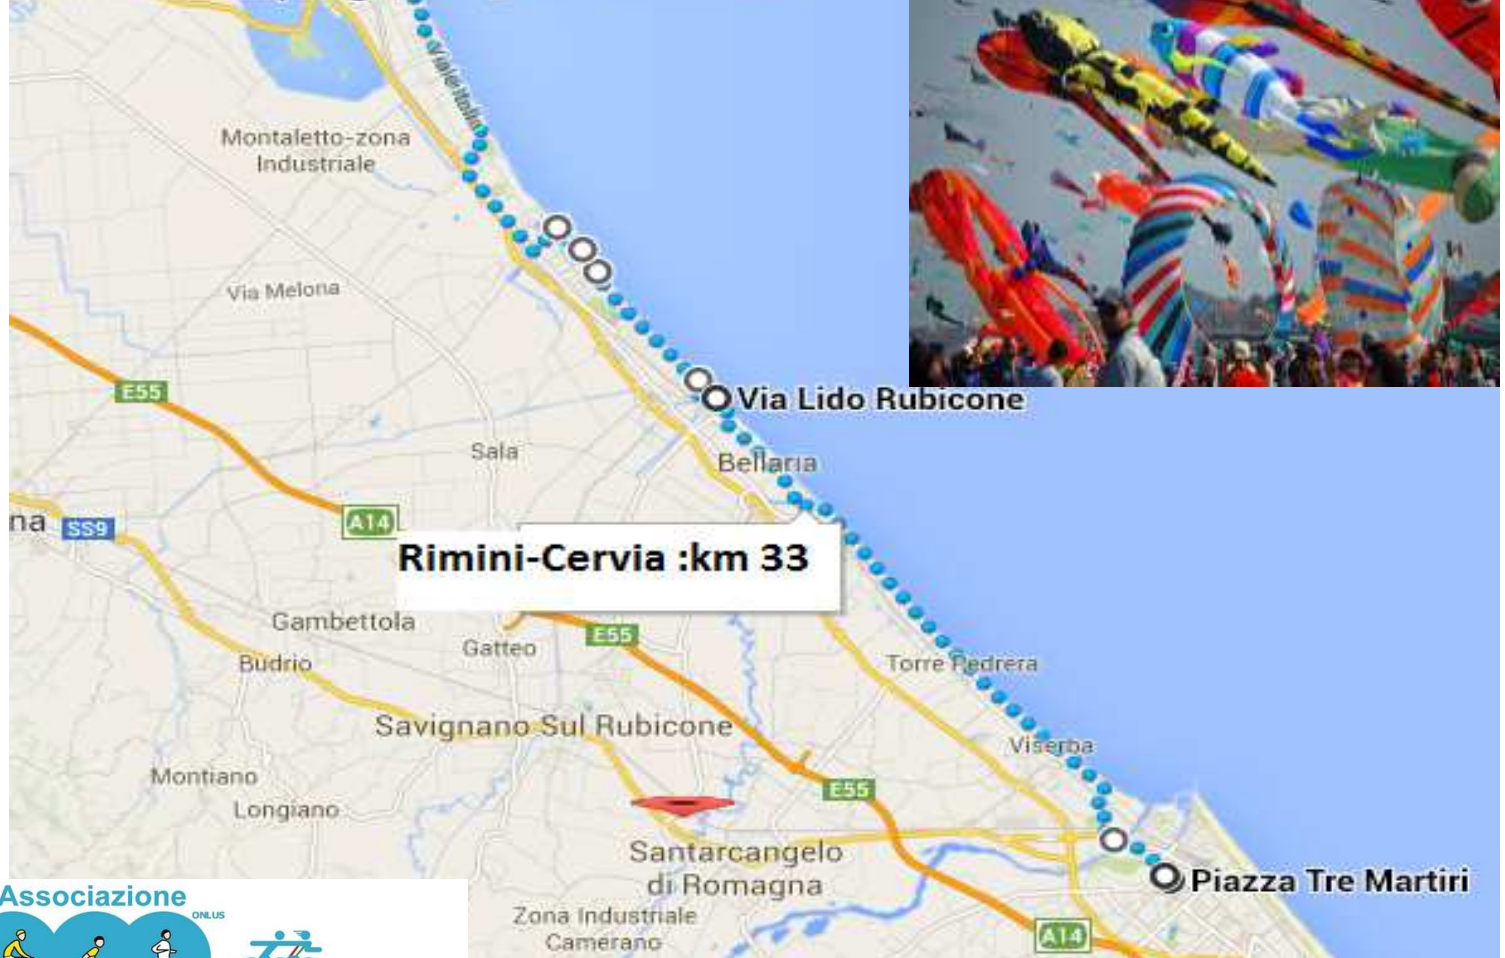 Viale Italia
Montaletto-zona
Industriale
Via Melona
E55
Via Lido Rubicone
Sala
Bellaria
na
SS9
A14
Rimini-Cervia :km 33
Gambettola
Gatteo
E55
Budrio
Torre Pedrera
Savignano Sul Rubicone
Viserba
Montiano
E55
Longiano
Santarcangelo
di Romagna
Piazza Tre Martiri
Zona Industriale
Camerano
A14
Associazione
ONLUS